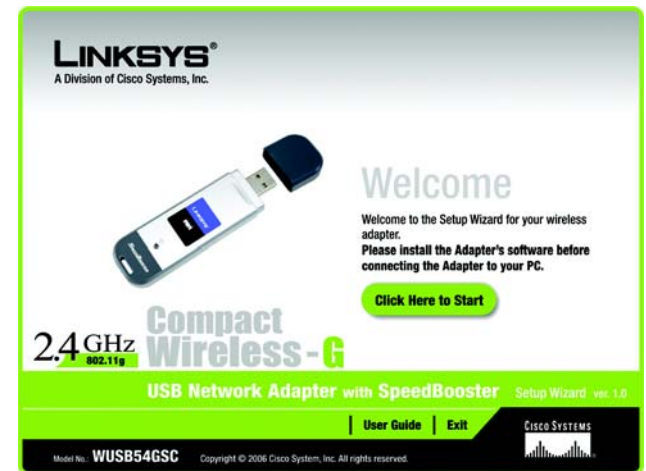 LINKSYS®
A Division of Cisco Systems, Inc.
Linksys
SpeedBooster
Welcome
Welcome to the Setup Wizard for your wireless
adapter.
Please install the Adapter's software before
connecting the Adapter to your PC.
Click Here to Start
2.4 GHz
802.11g
Compact
Wireless-G
USB Network Adapter with SpeedBooster Setup Wizard ver. 1.0
User Guide Exit
CISCO SYSTEMS
Model No.: WUSB54GSC Copyright © 2006 Cisco System, Inc. All rights reserved.